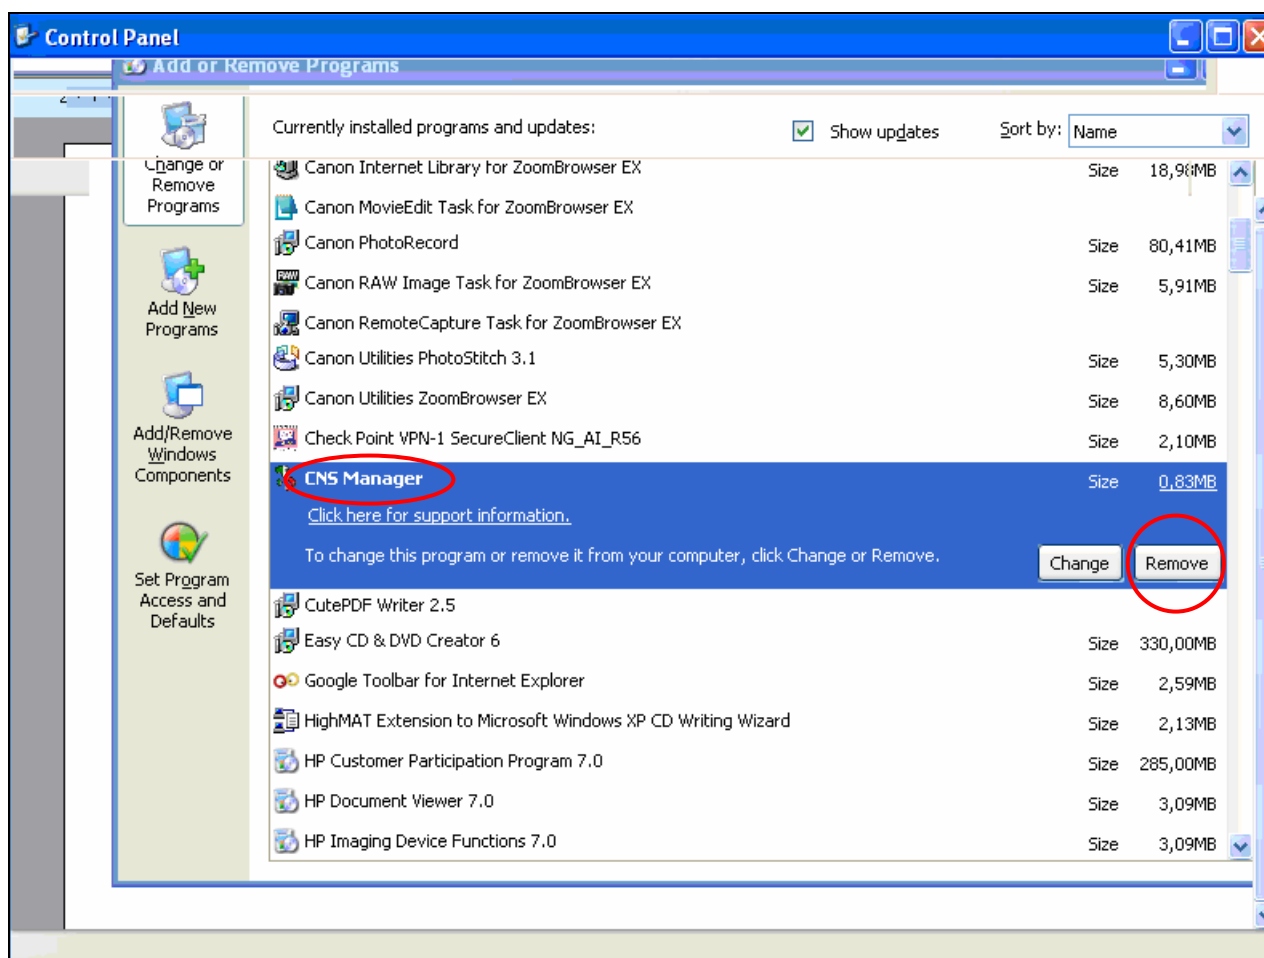 Control Panel
Add or Remove Programs
Change or
Remove
Programs
Add New
Programs
Add/Remove
Windows
Components
Set Program
Access and
Defaults
Currently installed programs and updates:
Show updates
Sort by: Name
Canon Internet Library for ZoomBrowser EX Size 18,98MB
Canon MovieEdit Task for ZoomBrowser EX
Canon PhotoRecord Size 80,41MB
Canon RAW Image Task for ZoomBrowser EX Size 5,91MB
Canon RemoteCapture Task for ZoomBrowser EX
Canon Utilities PhotoStitch 3.1 Size 5,30MB
Canon Utilities ZoomBrowser EX Size 8,60MB
Check Point VPN-1 SecureClient NG_AI_R56 Size 2,10MB
CNS Manager Size 0,83MB
Click here for support information.
To change this program or remove it from your computer, click Change or Remove. Change Remove
CutePDF Writer 2.5
Easy CD & DVD Creator 6 Size 330,00MB
Google Toolbar for Internet Explorer Size 2,59MB
HighMAT Extension to Microsoft Windows XP CD Writing Wizard Size 2,13MB
HP Customer Participation Program 7.0 Size 285,00MB
HP Document Viewer 7.0 Size 3,09MB
HP Imaging Device Functions 7.0 Size 3,09MB